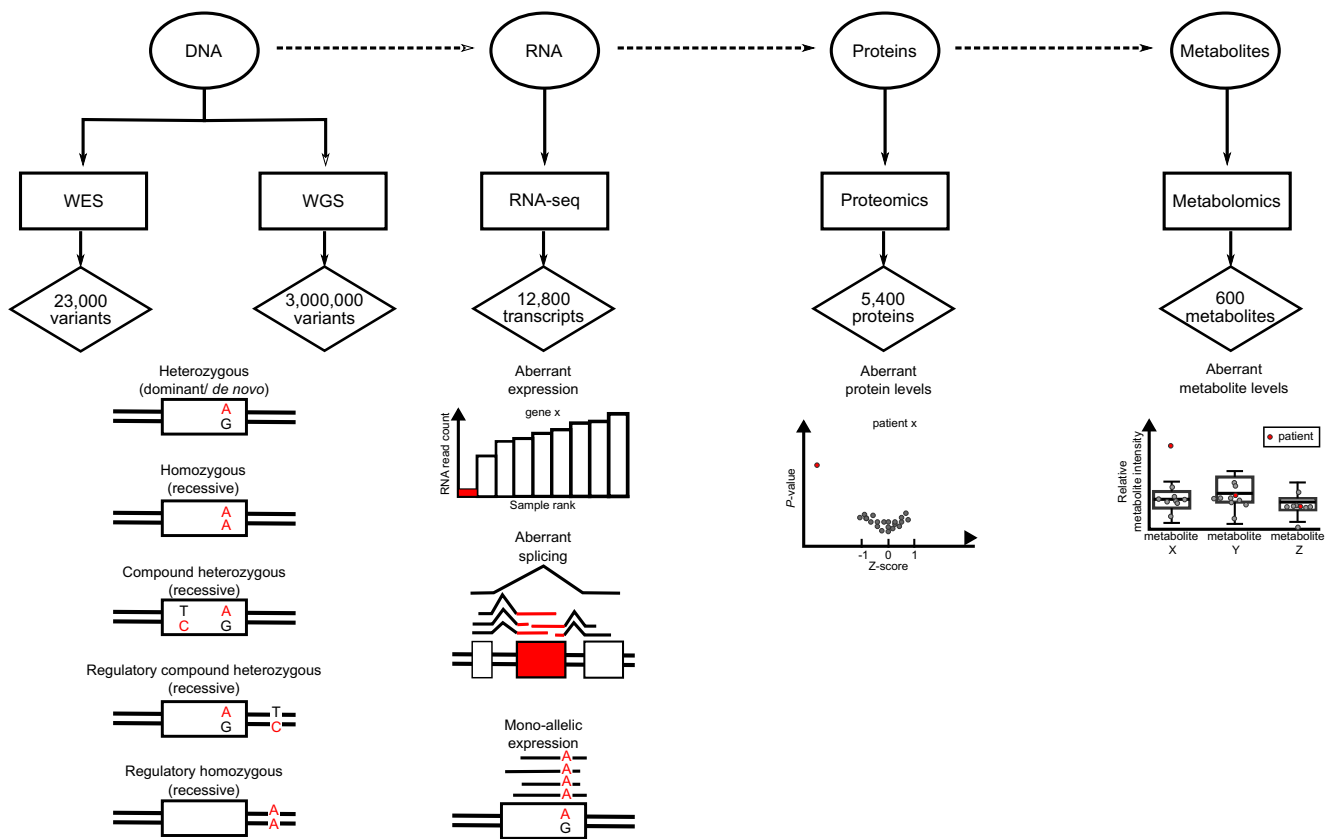 DNA
RNA
Proteins
Metabolites
WES
WGS
RNA-seq
Proteomics
Metabolomics
23,000
variants
3,000,000
variants
12,800
transcripts
5,400
proteins
600
metabolites
Heterozygous
(dominant/ de novo)
A
G
Homozygous
(recessive)
A
A
Compound heterozygous
(recessive)
T A
C G
Regulatory compound heterozygous
(recessive)
A T
G C
Regulatory homozygous
(recessive)
A
A
Aberrant
expression
gene x
RNA read count
Sample rank
Aberrant
splicing
Mono-allelic
expression
A
A
A
A
A
G
Aberrant
protein levels
patient x
P-value
-1 0 1
Z-score
Aberrant
metabolite levels
patient
Relative
metabolite intensity
metabolite
X
metabolite
Y
metabolite
Z